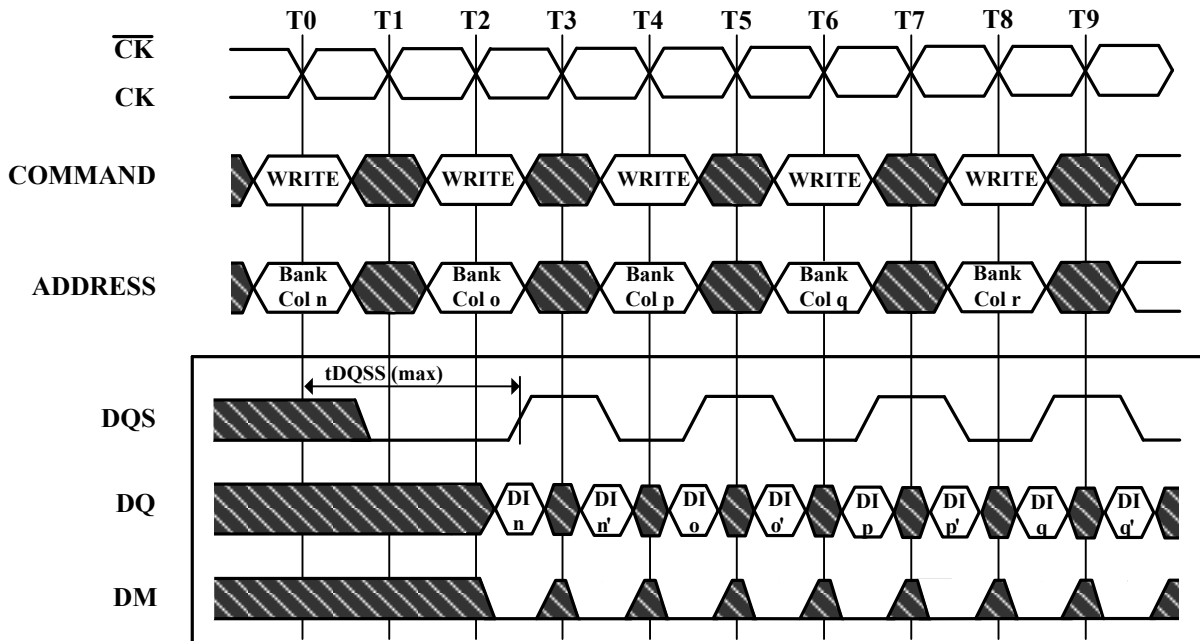 T0 T1 T2 T3 T4 T5 T6 T7 T8 T9
CK
CK
COMMAND
WRITE WRITE WRITE WRITE WRITE
ADDRESS
Bank Bank Bank Bank Bank
Col n Col o Col p Col q Col r
tDQSS (max)
DQS
DQ
DI DI DI DI DI DI DI DI
n n' o o' p p' q q'
DM